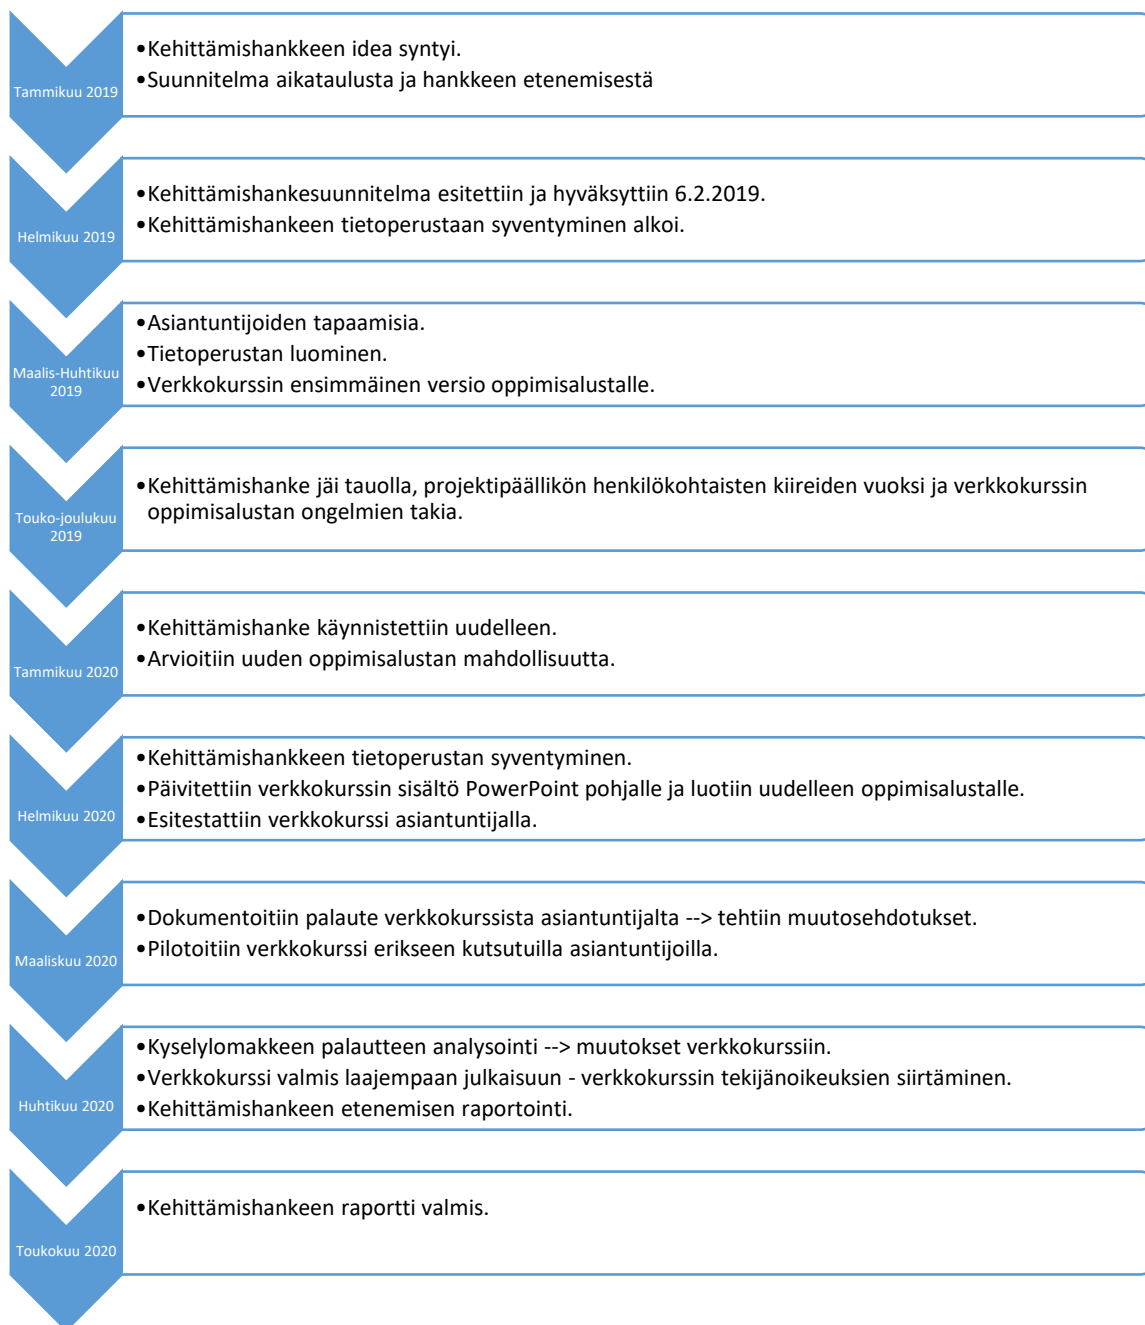 Tammikuu 2019
•Kehittämishankkeen idea syntyi.
•Suunnitelma aikataulusta ja hankkeen etenemisestä
Helmikuu 2019
•Kehittämishankesuunnitelma esitettiin ja hyväksyttiin 6.2.2019.
•Kehittämishankeen tietoperustaan syventyminen alkoi.
Maalis-Huhtikuu
2019
•Asiantuntijoiden tapaamisia.
•Tietoperustan luominen.
•Verkkokurssin ensimmäinen versio oppimisalustalle.
Touko-joulukuu
2019
•Kehittämishanke jäi tauolla, projektipäällikön henkilökohtaisten kiireiden vuoksi ja verkkokurssin
oppimisalustan ongelmien takia.
Tammikuu 2020
•Kehittämishanke käynnistettiin uudelleen.
•Arvioitiin uuden oppimisalustan mahdollisuutta.
Helmikuu 2020
•Kehittämishankkeen tietoperustan syventyminen.
•Päivitettiin verkkokurssin sisältö PowerPoint pohjalle ja luotiin uudelleen oppimisalustalle.
•Esitestattiin verkkokurssi asiantuntijalla.
Maaliskuu 2020
•Dokumentoitiin palaute verkkokurssista asiantuntijalta --> tehtiin muutosehdotukset.
•Pilotoitiin verkkokurssi erikseen kutsutuilla asiantuntijoilla.
Huhtikuu 2020
•Kyselylomakkeen palautteen analysointi --> muutokset verkkokurssiin.
•Verkkokurssi valmis laajempaan julkaisuun - verkkokurssin tekijänoikeuksien siirtäminen.
•Kehittämishankeen etenemisen raportointi.
Toukokuu 2020
•Kehittämishankeen raportti valmis.